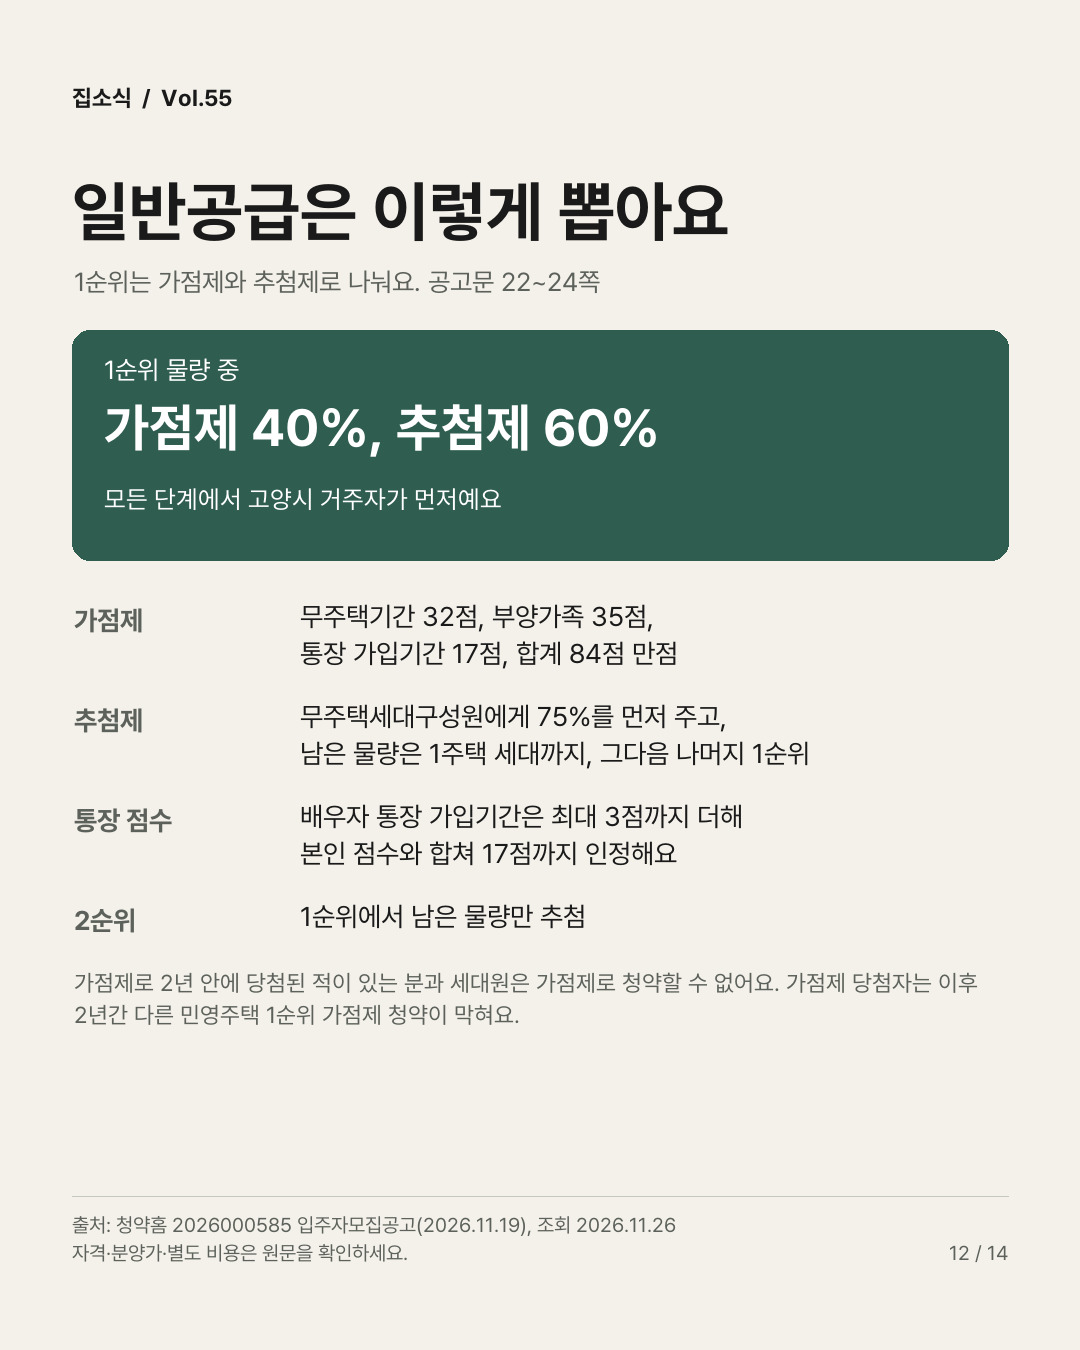 집소식 / Vol.55
일반공급은 이렇게 뽑아요
1순위는 가점제와 추첨제로 나눠요. 공고문 22~24쪽
1순위 물량 중
가점제 40%, 추첨제 60%
모든 단계에서 고양시 거주자가 먼저예요
가점제
무주택기간 32점, 부양가족 35점,
통장 가입기간 17점, 합계 84점 만점
추첨제
무주택세대구성원에게 75%를 먼저 주고,
남은 물량은 1주택 세대까지, 그다음 나머지 1순위
통장 점수
배우자 통장 가입기간은 최대 3점까지 더해
본인 점수와 합쳐 17점까지 인정해요
2순위
1순위에서 남은 물량만 추첨
가점제로 2년 안에 당첨된 적이 있는 분과 세대원은 가점제로 청약할 수 없어요. 가점제 당첨자는 이후
2년간 다른 민영주택 1순위 가점제 청약이 막혀요.
출처: 청약홈 2026000585 입주자모집공고(2026.11.19), 조회 2026.11.26
자격·분양가·별도 비용은 원문을 확인하세요.
12 / 14